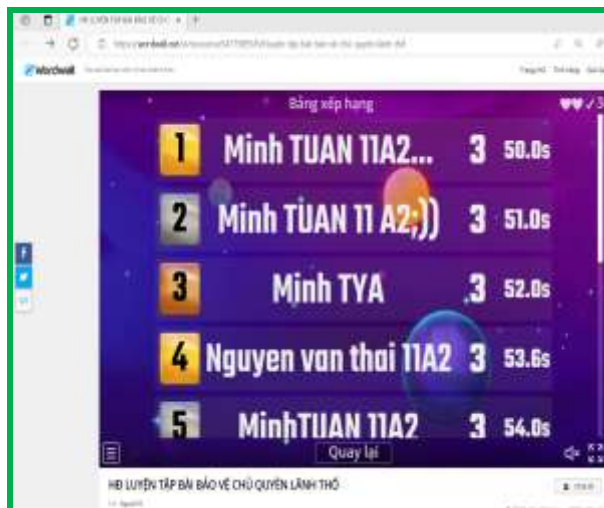 Wordwall
Bảng xếp hạng
3
1 Minh TUAN 11A2... 3 50.0s
2 Minh TUAN 11 A2;)) 3 51.0s
3 Minh TYA 3 52.0s
4 Nguyen van thai 11A2 3 53.6s
5 MinhTUAN 11A2 3 54.0s
Quay lại
HĐ LUYỆN TẬP BÀI BẢO VỆ CHỦ QUYỀN LÃNH THỔ